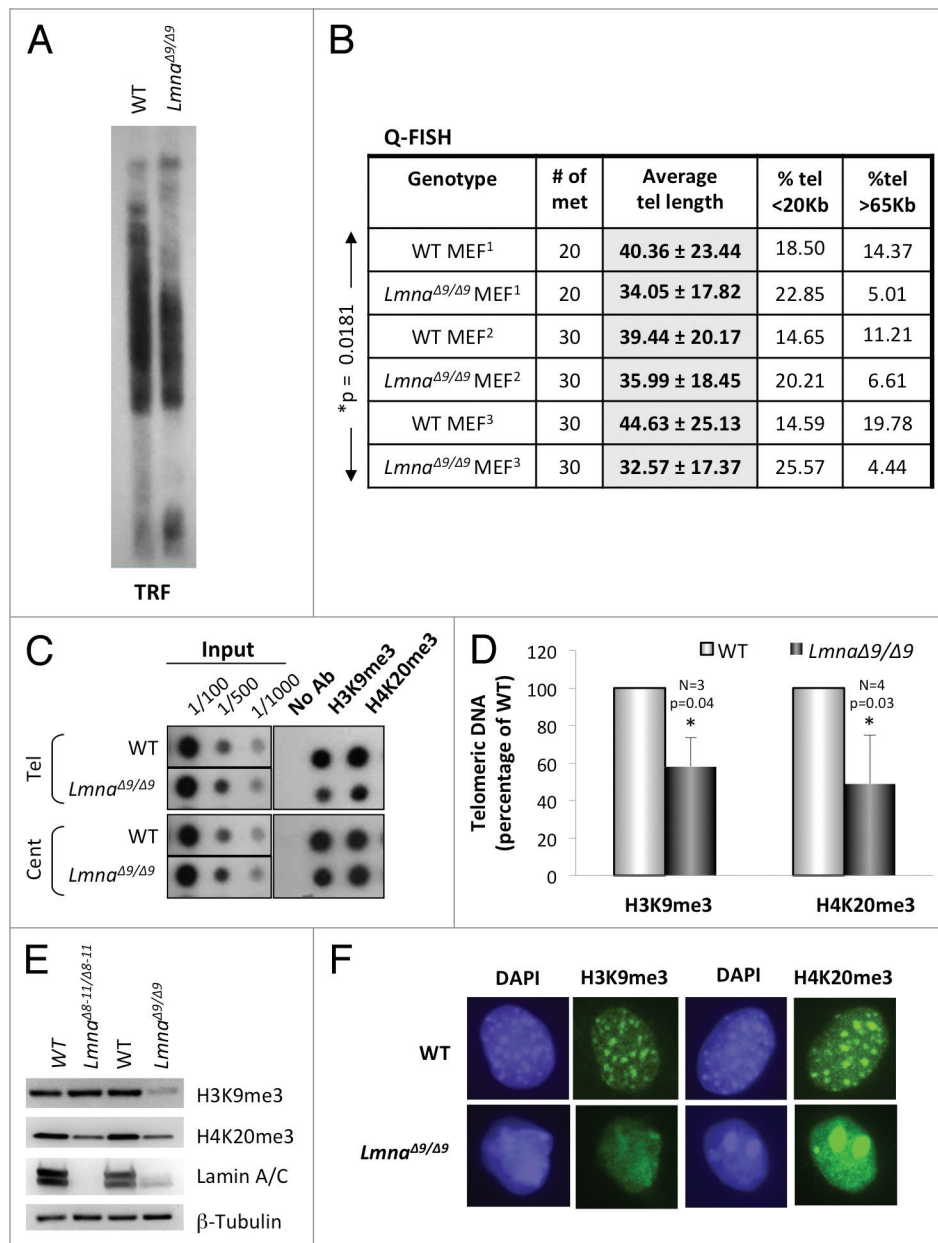 A
WT
Lmna^Δ9/Δ9
TRF
B
Q-FISH
Genotype # of met Average tel length % tel <20Kb %tel >65Kb
WT MEF¹ 20 40.36 ± 23.44 18.50 14.37
Lmna^Δ9/Δ9 MEF¹ 20 34.05 ± 17.82 22.85 5.01
WT MEF² 30 39.44 ± 20.17 14.65 11.21
Lmna^Δ9/Δ9 MEF² 30 35.99 ± 18.45 20.21 6.61
WT MEF³ 30 44.63 ± 25.13 14.59 19.78
Lmna^Δ9/Δ9 MEF³ 30 32.57 ± 17.37 25.57 4.44
*p = 0.0181
C
Input
1/100 1/500 1/1000 No Ab H3K9me3 H4K20me3
Tel
WT
Lmna^Δ9/Δ9
Cent
WT
Lmna^Δ9/Δ9
D
WT LmnaΔ9/Δ9
Telomeric DNA
(percentage of WT)
120
100
80
60
40
20
0
N=3
p=0.04
*
N=4
p=0.03
*
H3K9me3 H4K20me3
E
WT Lmna^Δ8-11/Δ8-11 WT Lmna^Δ9/Δ9
H3K9me3
H4K20me3
Lamin A/C
β-Tubulin
F
DAPI H3K9me3 DAPI H4K20me3
WT
Lmna^Δ9/Δ9